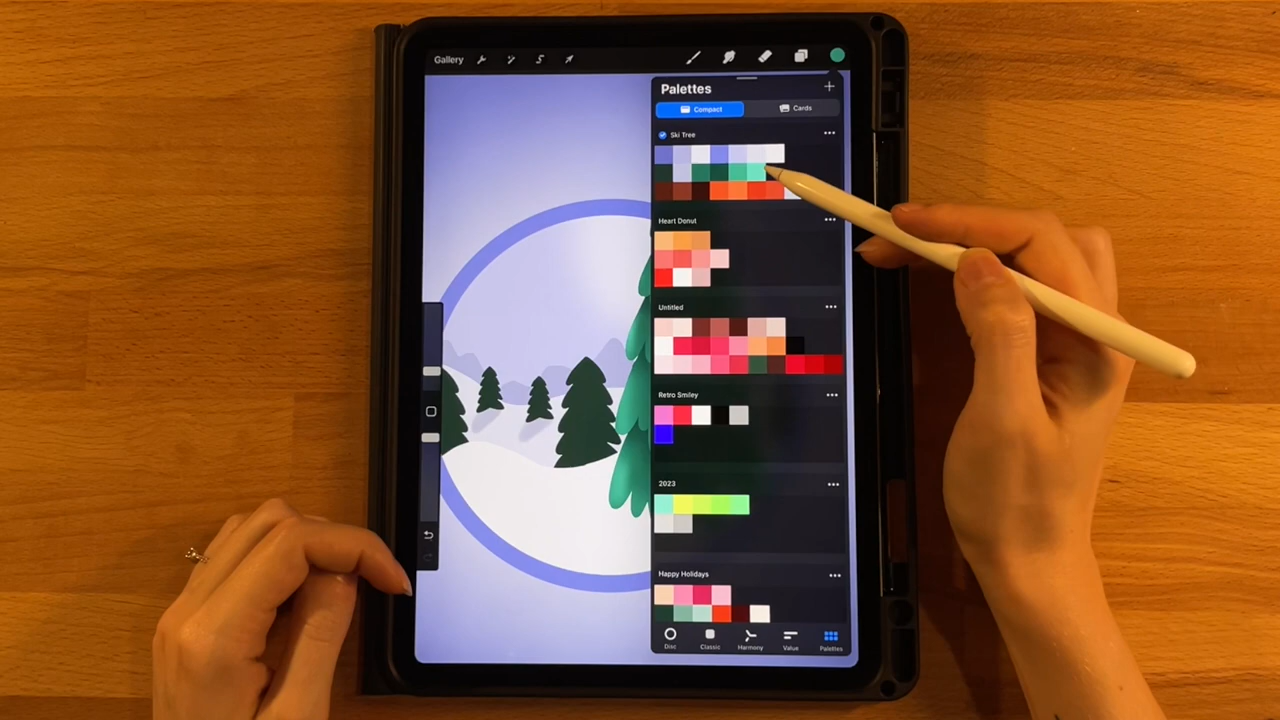 Gallery
Palettes
Compact
Cards
Ski Tree
Heart Donut
Untitled
Retro Smiley
2023
Happy Holidays
Disc
Classic
Harmony
Value
Palettes